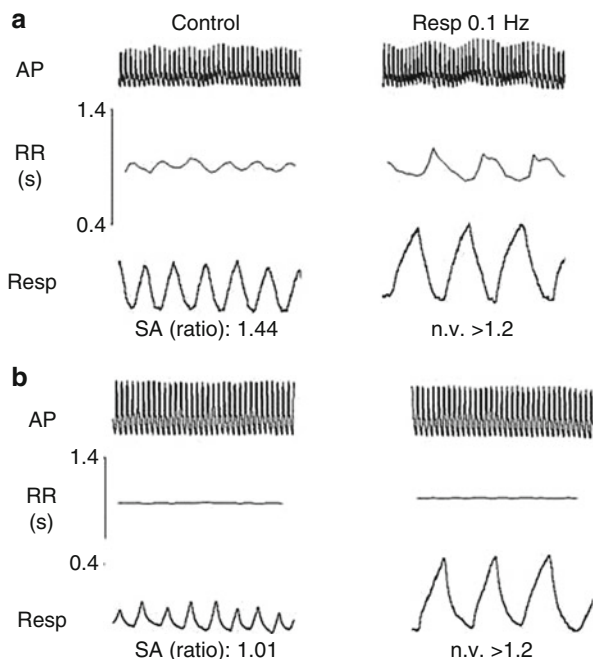 a
Control Resp 0.1 Hz
AP
1.4
RR
(s)
0.4
Resp
SA (ratio): 1.44 n.v. >1.2
b
AP
1.4
RR
(s)
0.4
Resp
SA (ratio): 1.01 n.v. >1.2